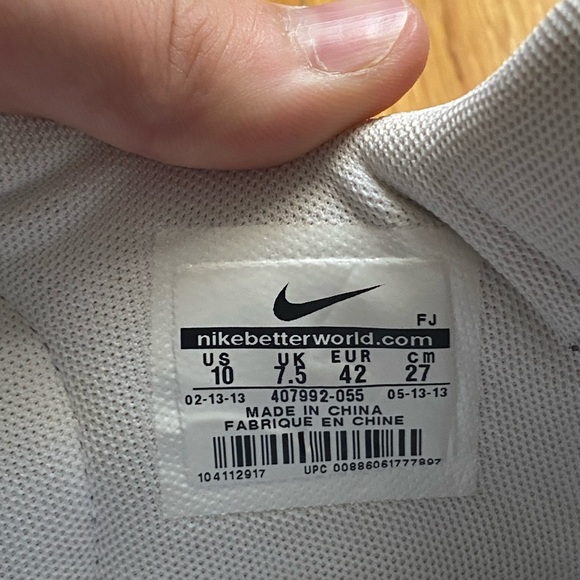 FJ
nikebetterworld.com
US UK EUR cm
10 7.5 42 27
02-13-13 407992-055 05-13-13
MADE IN CHINA
FABRIQUE EN CHINE
104112917 UPC 00886061777897